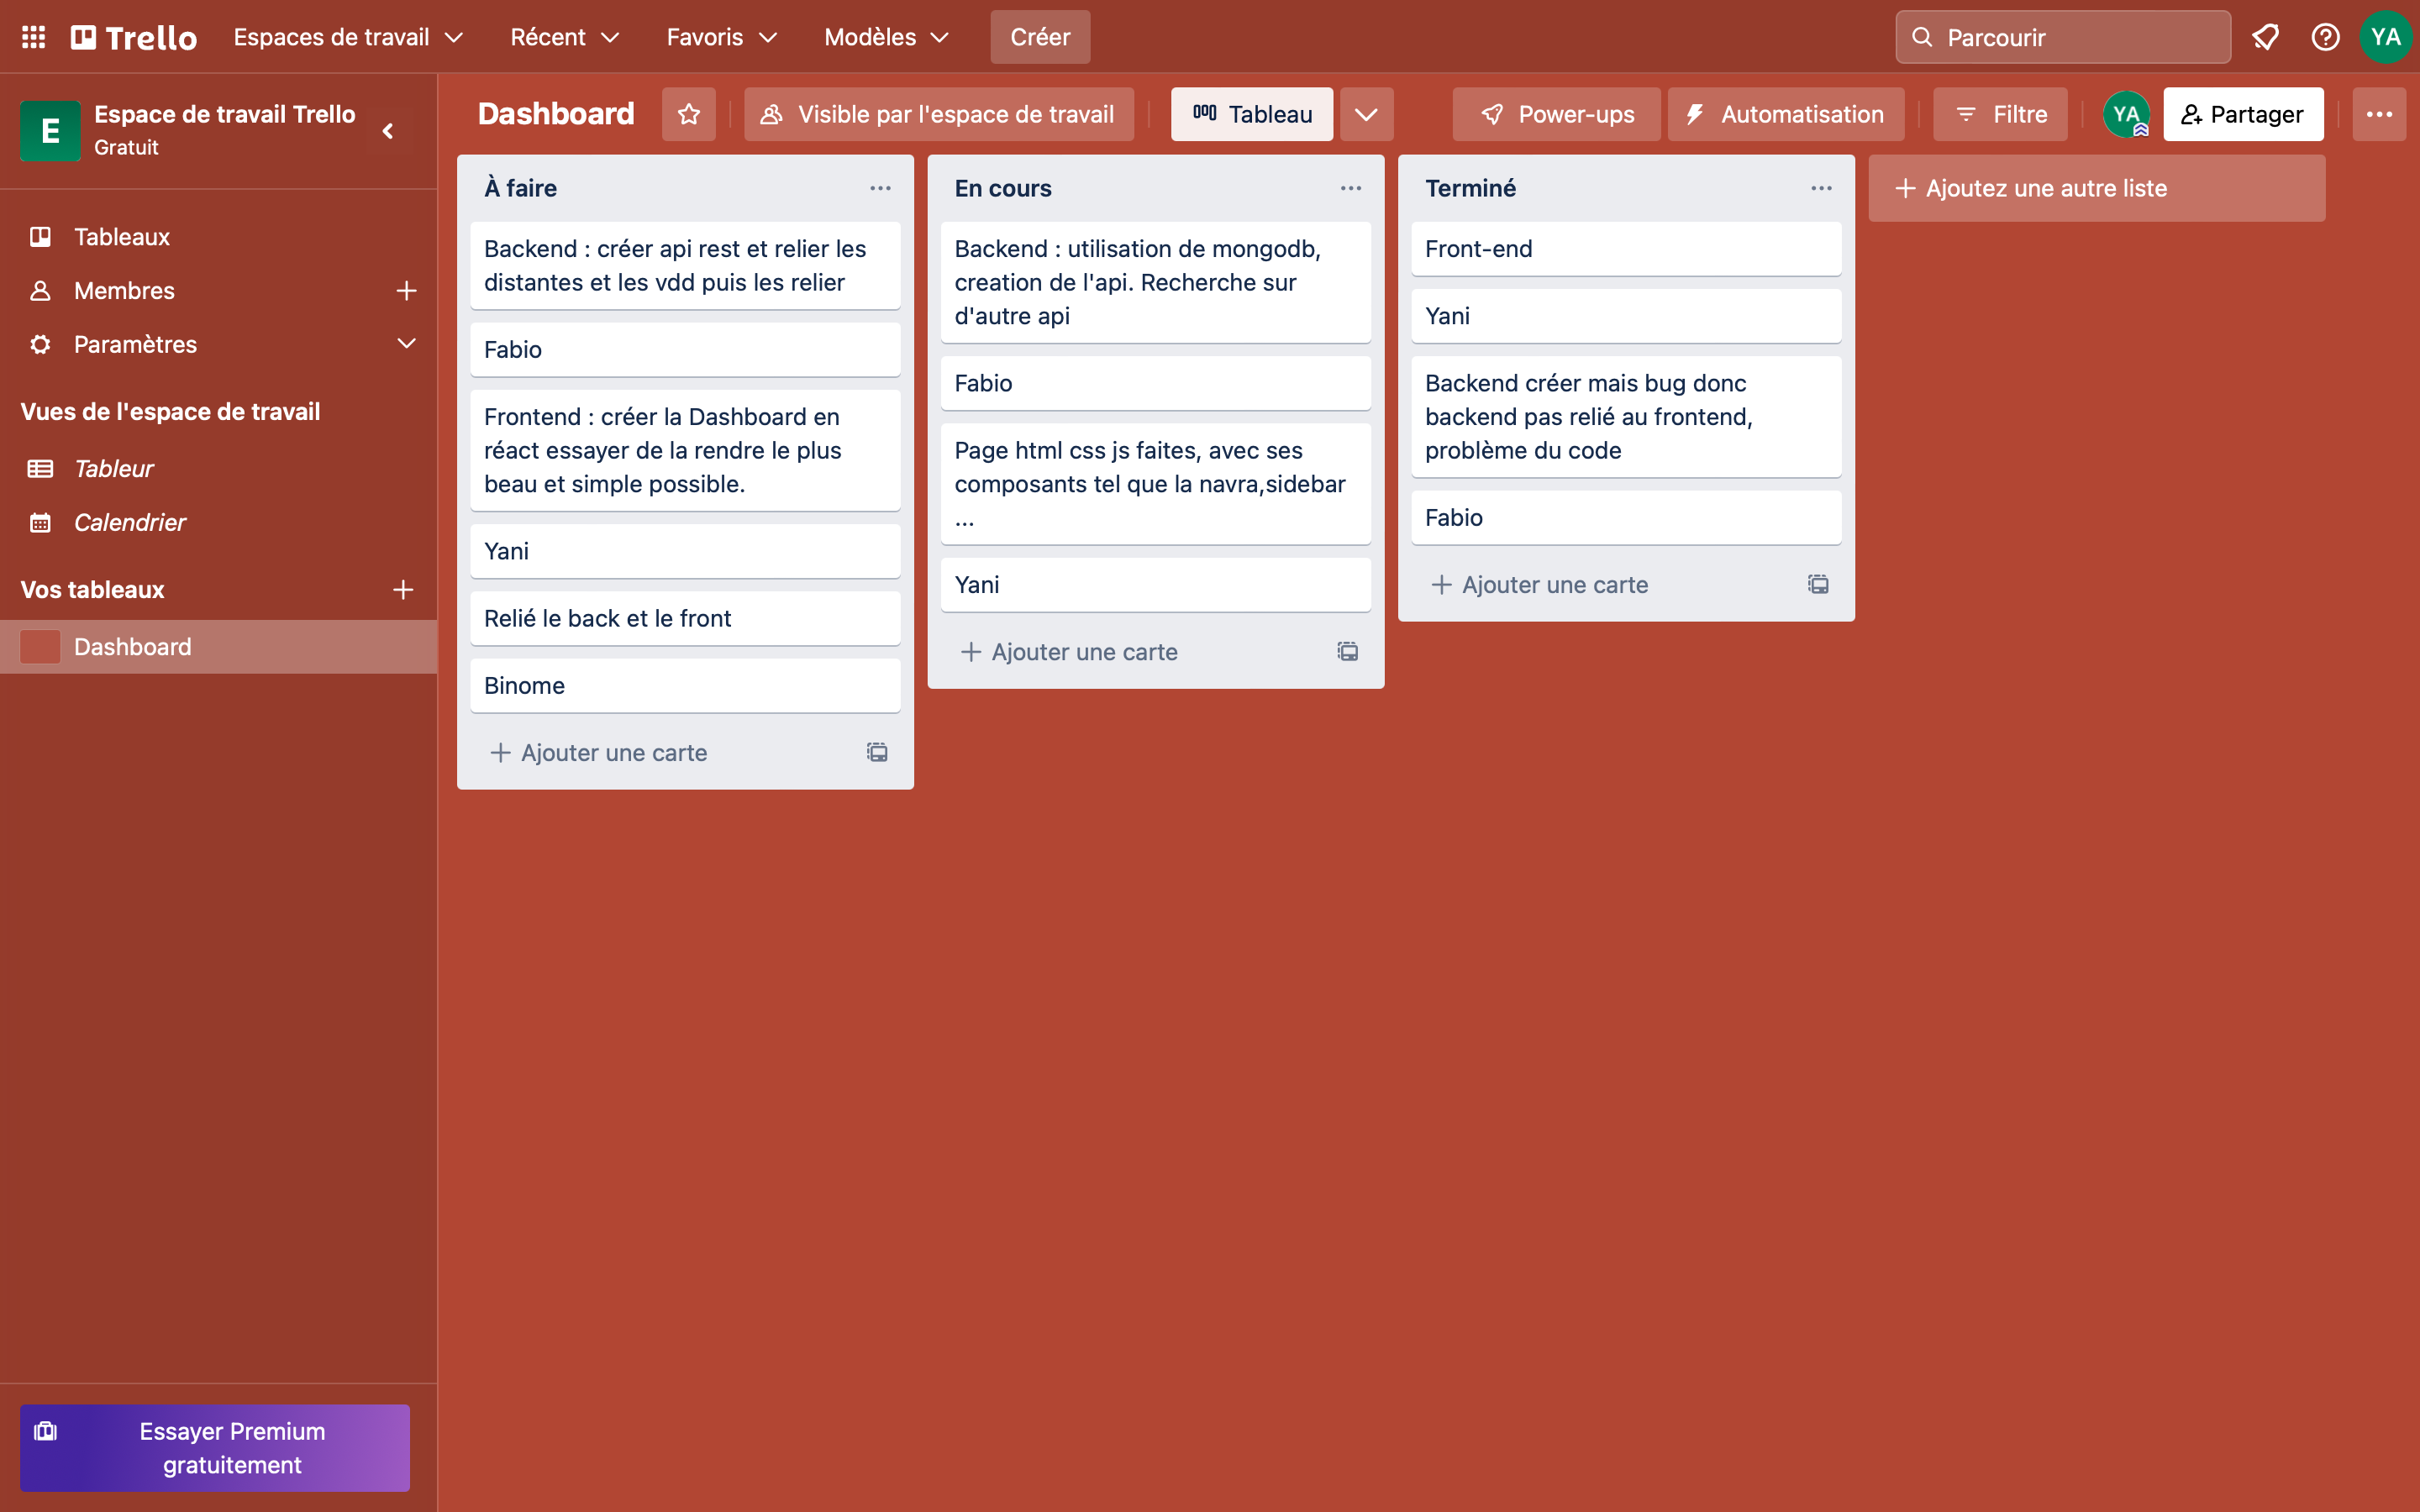 Trello
Espaces de travail
Récent
Favoris
Modèles
Créer
Parcourir
YA
E
Espace de travail Trello
Gratuit
Tableaux
Membres
Paramètres
Vues de l'espace de travail
Tableur
Calendrier
Vos tableaux
Dashboard
Essayer Premium
gratuitement
Dashboard
Visible par l'espace de travail
Tableau
Power-ups
Automatisation
Filtre
YA
Partager
À faire
Backend : créer api rest et relier les
distantes et les vdd puis les relier
Fabio
Frontend : créer la Dashboard en
réact essayer de la rendre le plus
beau et simple possible.
Yani
Relié le back et le front
Binome
Ajouter une carte
En cours
Backend : utilisation de mongodb,
creation de l'api. Recherche sur
d'autre api
Fabio
Page html css js faites, avec ses
composants tel que la navra,sidebar
...
Yani
Ajouter une carte
Terminé
Front-end
Yani
Backend créer mais bug donc
backend pas relié au frontend,
problème du code
Fabio
Ajouter une carte
Ajoutez une autre liste